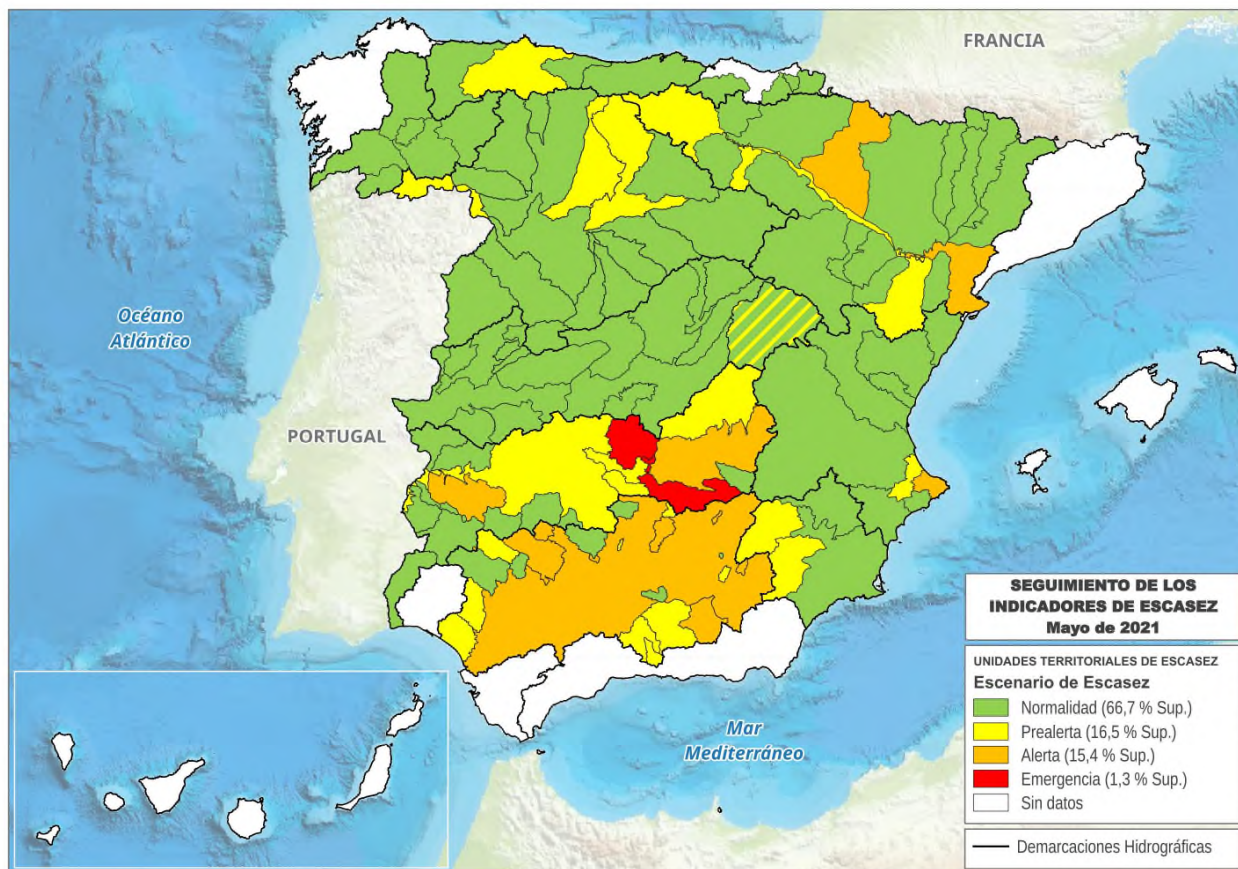 FRANCIA
Océano
Atlántico
PORTUGAL
Mar
Mediterráneo
SEGUIMIENTO DE LOS
INDICADORES DE ESCASEZ
Mayo de 2021
UNIDADES TERRITORIALES DE ESCASEZ
Escenario de Escasez
Normalidad (66,7 % Sup.)
Prealerta (16,5 % Sup.)
Alerta (15,4 % Sup.)
Emergencia (1,3 % Sup.)
Sin datos
Demarcaciones Hidrográficas